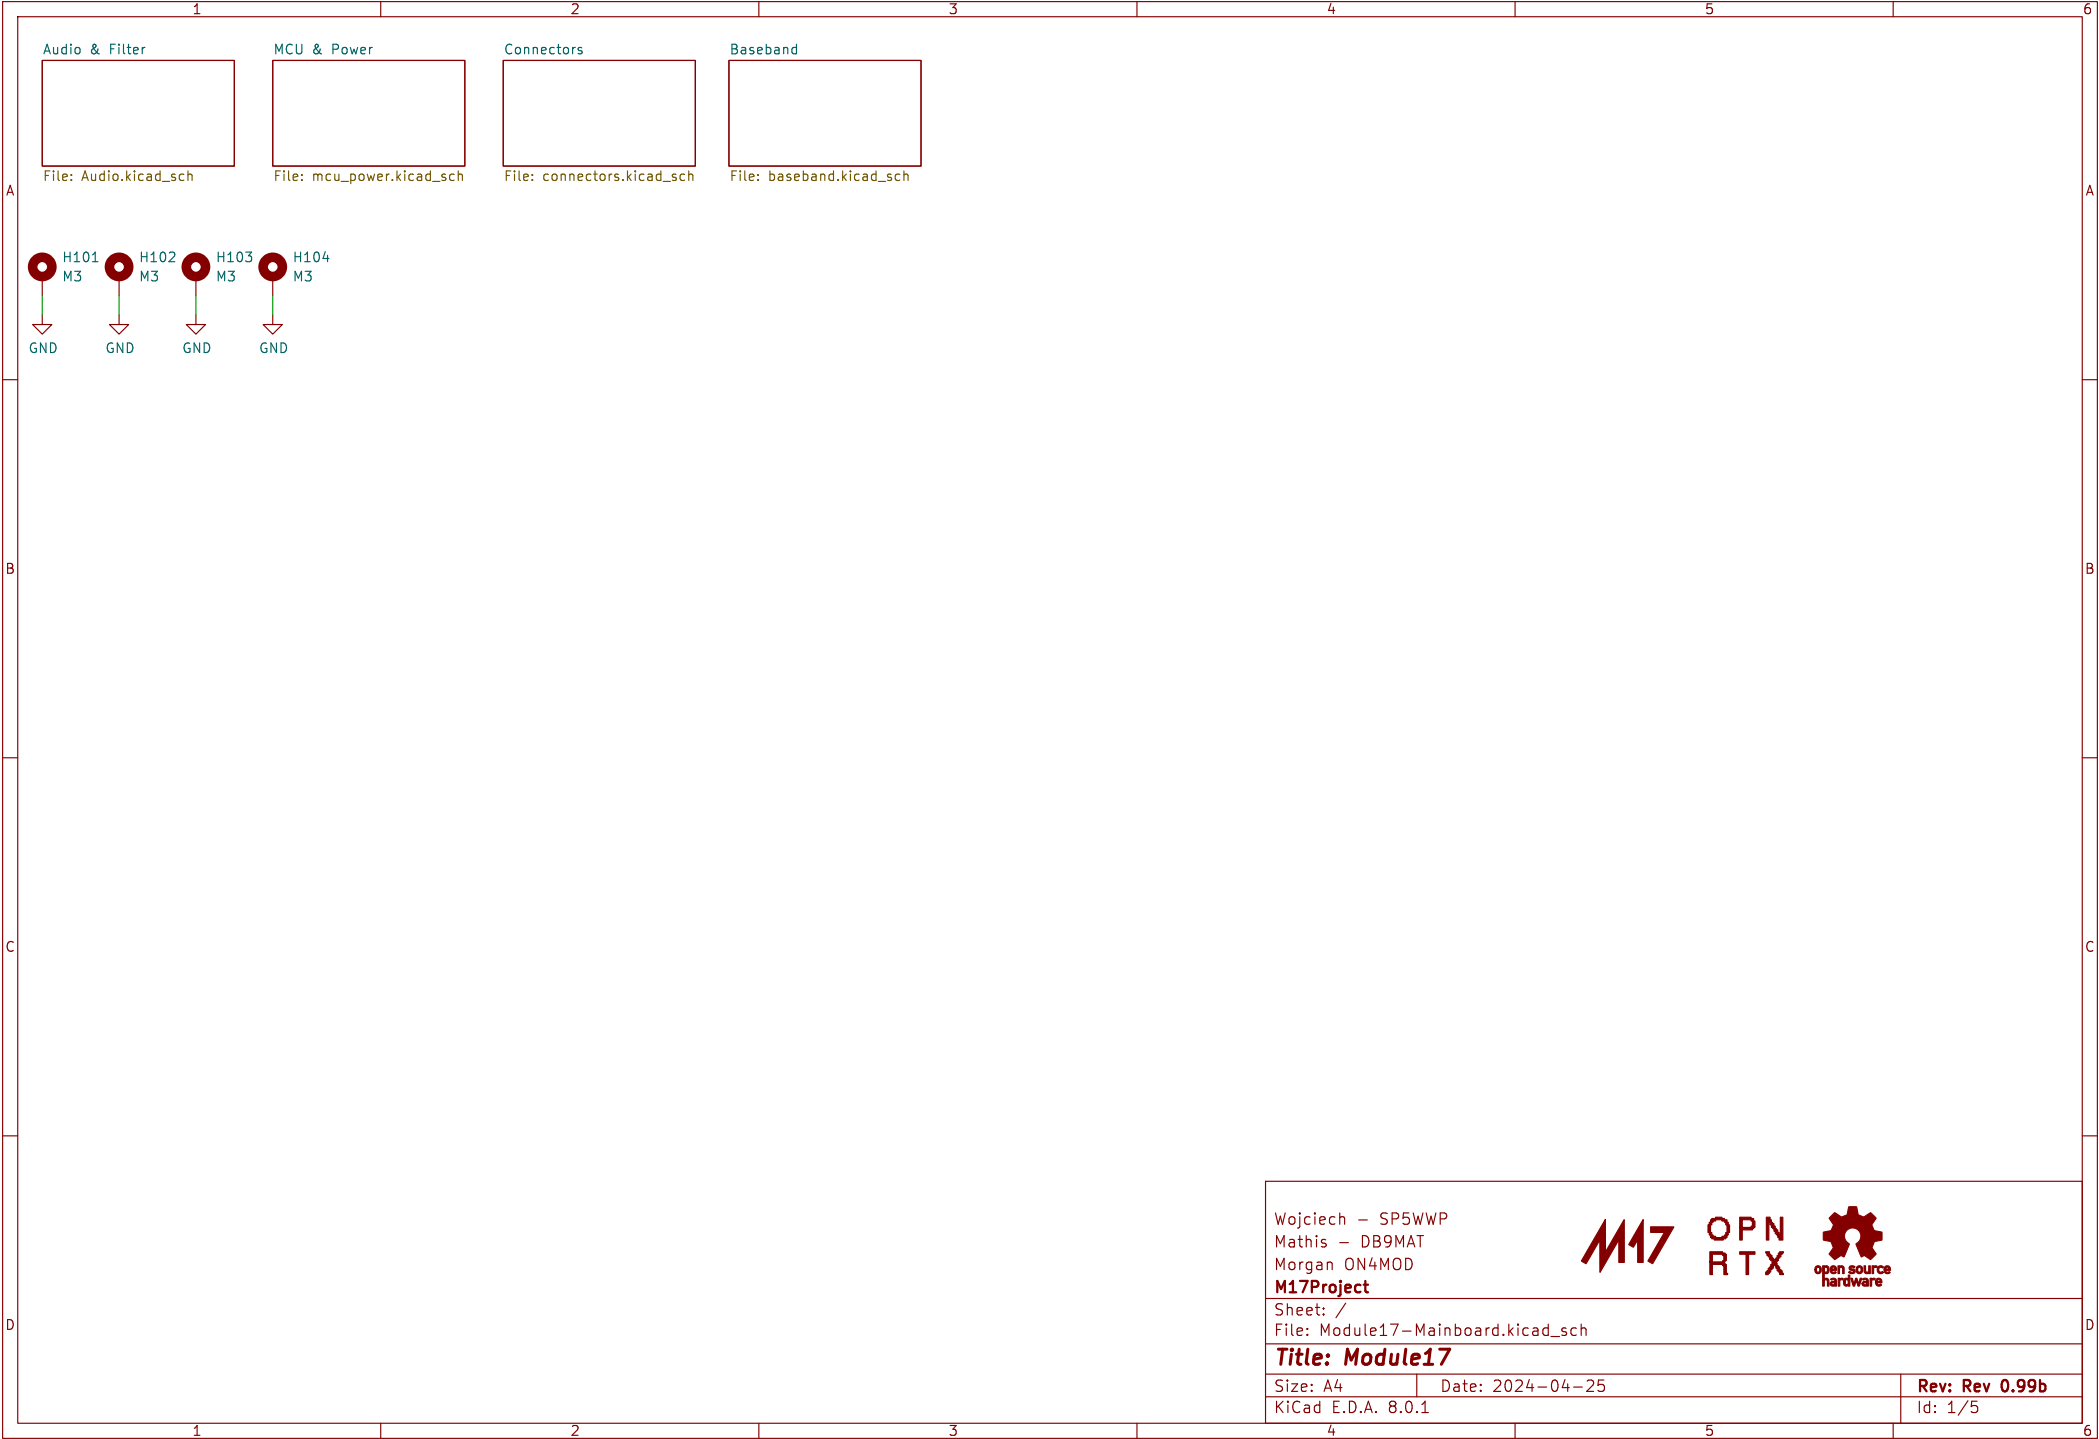 1 2 3 4 5 6
Audio & Filter MCU & Power Connectors Baseband
File: Audio.kicad_sch File: mcu_power.kicad_sch File: connectors.kicad_sch File: baseband.kicad_sch
A A
H101 H102 H103 H104
M3 M3 M3 M3
GND GND GND GND
B B
C C
Wojciech - SP5WWP
Mathis - DB9MAT
Morgan ON4MOD
M17Project
M17
OPN
RTX
open source
hardware
Sheet: /
File: Module17-Mainboard.kicad_sch
D D
Title: Module17
Size: A4 Date: 2024-04-25 Rev: Rev 0.99b
KiCad E.D.A. 8.0.1 Id: 1/5
1 2 3 4 5 6